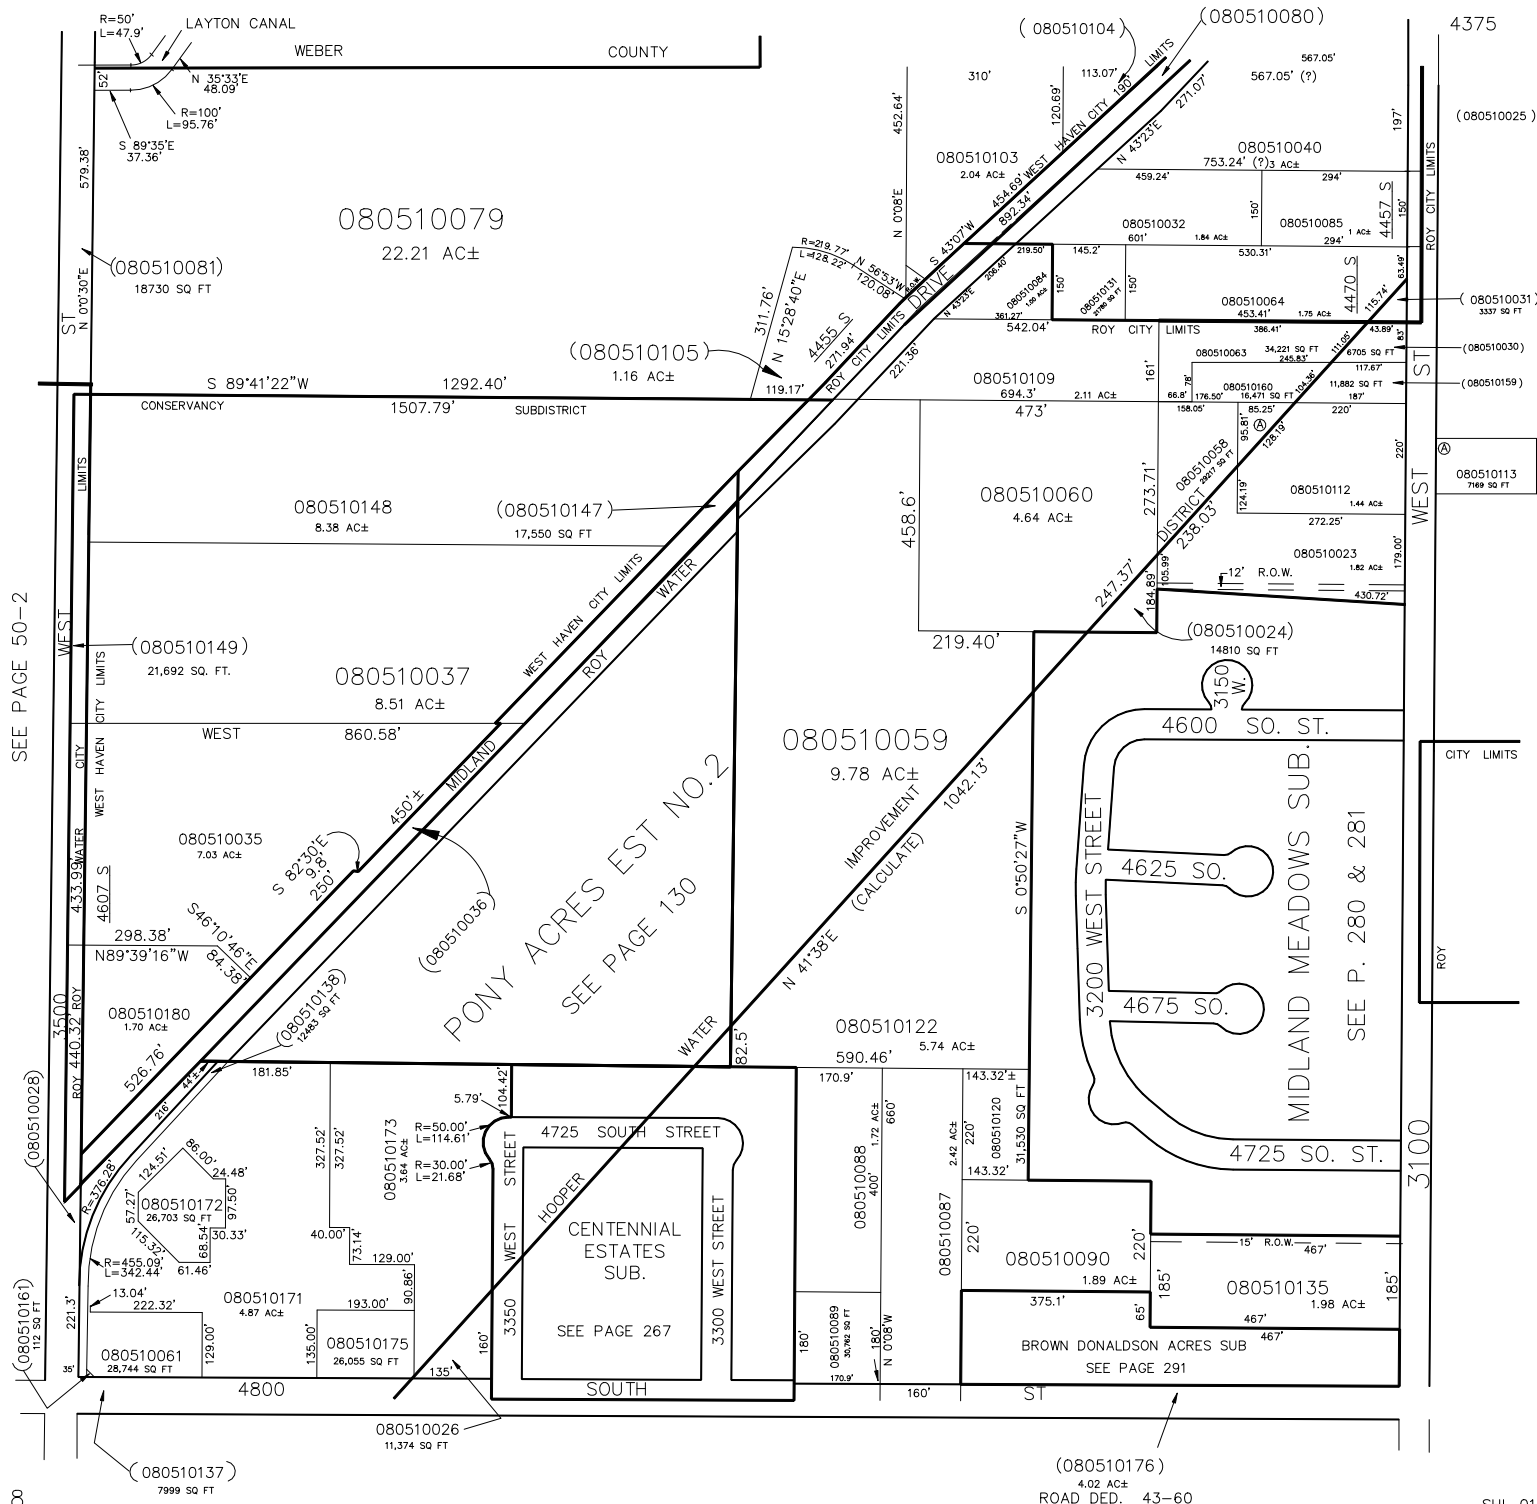 R=50'
L=47.9'
LAYTON CANAL
WEBER
COUNTY
52'
N 35°33'E
48.09'
R=100'
L=95.76'
S 89°35'E
37.36'
579.38'
N 0°0'30"E
ST
(080510081)
18730 SQ FT
080510079
22.21 AC±
(080510104)
(080510080)
4375
113.07'
LIMITS
190'
310'
452.64'
120.69'
567.05'
567.05' (?)
271.07'
197'
(080510025)
080510103
2.04 AC±
454.69'
WEST HAVEN CITY
892.34'
N 43°23'E
080510040
753.24' (?)
3 AC±
459.24'
294'
4457 S
150'
ROY CITY LIMITS
N 0°08'E
S 43°07'W
080510032
601'
1.84 AC±
150'
080510085
1 AC±
294'
R=219.77'
L=128.22'
N 56°53'W
120.08'
R.O.W.
DRIVE
219.50'
145.2'
530.31'
206.40'
N 43°23'E
080510084
1.00 AC±
150'
080510131
21780 SQ FT
150'
4470 S
63.49'
115.74'
080510064
453.41'
1.75 AC±
(080510031)
3337 SQ FT
311.76'
N 15°28'40"E
4455 S
271.94'
ROY CITY LIMITS
221.36'
361.27'
542.04'
ROY CITY LIMITS
386.41'
43.89'
83'
(080510105)
1.16 AC±
119.17'
S 89°41'22"W
1292.40'
080510109
694.3'
2.11 AC±
473'
161'
080510063
34,221 SQ FT
245.83'
111.05'
6705 SQ FT
(080510030)
117.67'
78'
66.8'
176.50'
080510160
16,471 SQ FT
104.36'
11,882 SQ FT
187'
(080510159)
ST
CONSERVANCY
1507.79'
SUBDISTRICT
158.05'
85.25'
220'
95.81'
A
128.19'
220'
A
080510113
7169 SQ FT
LIMITS
080510148
8.38 AC±
(080510147)
17,550 SQ FT
458.6'
080510060
4.64 AC±
273.71'
080510058
29217 SQ FT
DISTRICT
238.03'
124.19'
080510112
1.44 AC±
272.25'
WEST
080510023
1.82 AC±
179.00'
WEST HAVEN CITY LIMITS
WATER
ROY
247.37'
105.99'
184.89'
12'
R.O.W.
430.72'
SEE PAGE 50-2
WEST
(080510149)
21,692 SQ. FT.
219.40'
(080510024)
14810 SQ FT
080510037
8.51 AC±
WEST HAVEN CITY LIMITS
CITY
WEST
860.58'
MIDLAND
3150
W.
4600 SO. ST.
080510059
9.78 AC±
CITY LIMITS
450'±
080510035
7.03 AC±
S 82°30'E
9.8'
250'
WATER
433.99'
4607 S
1042.13'
IMPROVEMENT
(CALCULATE)
N 41°38'E
S 0°50'27"W
3200 WEST STREET
4625 SO.
4675 SO.
MIDLAND MEADOWS SUB.
SEE P. 280 & 281
ROY
PONY ACRES EST NO.2
SEE PAGE 130
(080510036)
S46°10'46"E
84.38'
298.38'
N89°39'16"W
080510180
1.70 AC±
3500
ROY
440.32
ROY
526.76'
(080510138)
12483 SQ FT
44'±
181.85'
216'
WATER
82.5'
080510122
5.74 AC±
590.46'
(080510028)
R=376.28'
124.51'
86.00'
24.48'
57.27'
080510172
26,703 SQ FT
97.50'
115.32'
68.54'
30.33'
61.46'
327.52'
327.52'
080510173
3.64 AC±
104.42'
5.79'
R=50.00'
L=114.61'
R=30.00'
L=21.68'
4725 SOUTH STREET
40.00'
73.14'
129.00'
90.86'
R=455.09'
L=342.44'
13.04'
222.32'
080510171
4.87 AC±
193.00'
HOOPER
3350 WEST STREET
CENTENNIAL
ESTATES
SUB.
SEE PAGE 267
3300 WEST STREET
170.9'
080510088
1.72 AC±
400'
660'
143.32'±
2.42 AC±
220'
080510120
31,530 SQ FT
143.32'
080510087
220'
080510090
1.89 AC±
220'
375.1'
65'
4725 SO. ST.
3100
15' R.O.W.
467'
185'
080510135
1.98 AC±
185'
467'
467'
BROWN DONALDSON ACRES SUB
SEE PAGE 291
(080510161)
112 SQ FT
221.3'
35'
080510061
28,744 SQ FT
129.00'
135.00'
080510175
26,055 SQ FT
135'
160'
180'
080510089
30,762 SQ FT
170.9'
180'
N 0°08'W
160'
4800
SOUTH
ST
080510026
11,374 SQ FT
(080510137)
7999 SQ FT
(080510176)
4.02 AC±
ROAD DED. 43-60